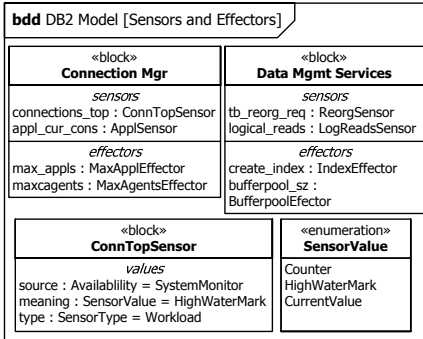 bdd DB2 Model [Sensors and Effectors]
«block»
Connection Mgr
sensors
connections_top : ConnTopSensor
appl_cur_cons : ApplSensor
effectors
max_appls : MaxApplEffector
maxcagents : MaxAgentsEffector
«block»
Data Mgmt Services
sensors
tb_reorg_req : ReorgSensor
logical_reads : LogReadsSensor
effectors
create_index : IndexEffector
bufferpool_sz :
BufferpoolEfector
«block»
ConnTopSensor
values
source : Availablility = SystemMonitor
meaning : SensorValue = HighWaterMark
type : SensorType = Workload
«enumeration»
SensorValue
Counter
HighWaterMark
CurrentValue